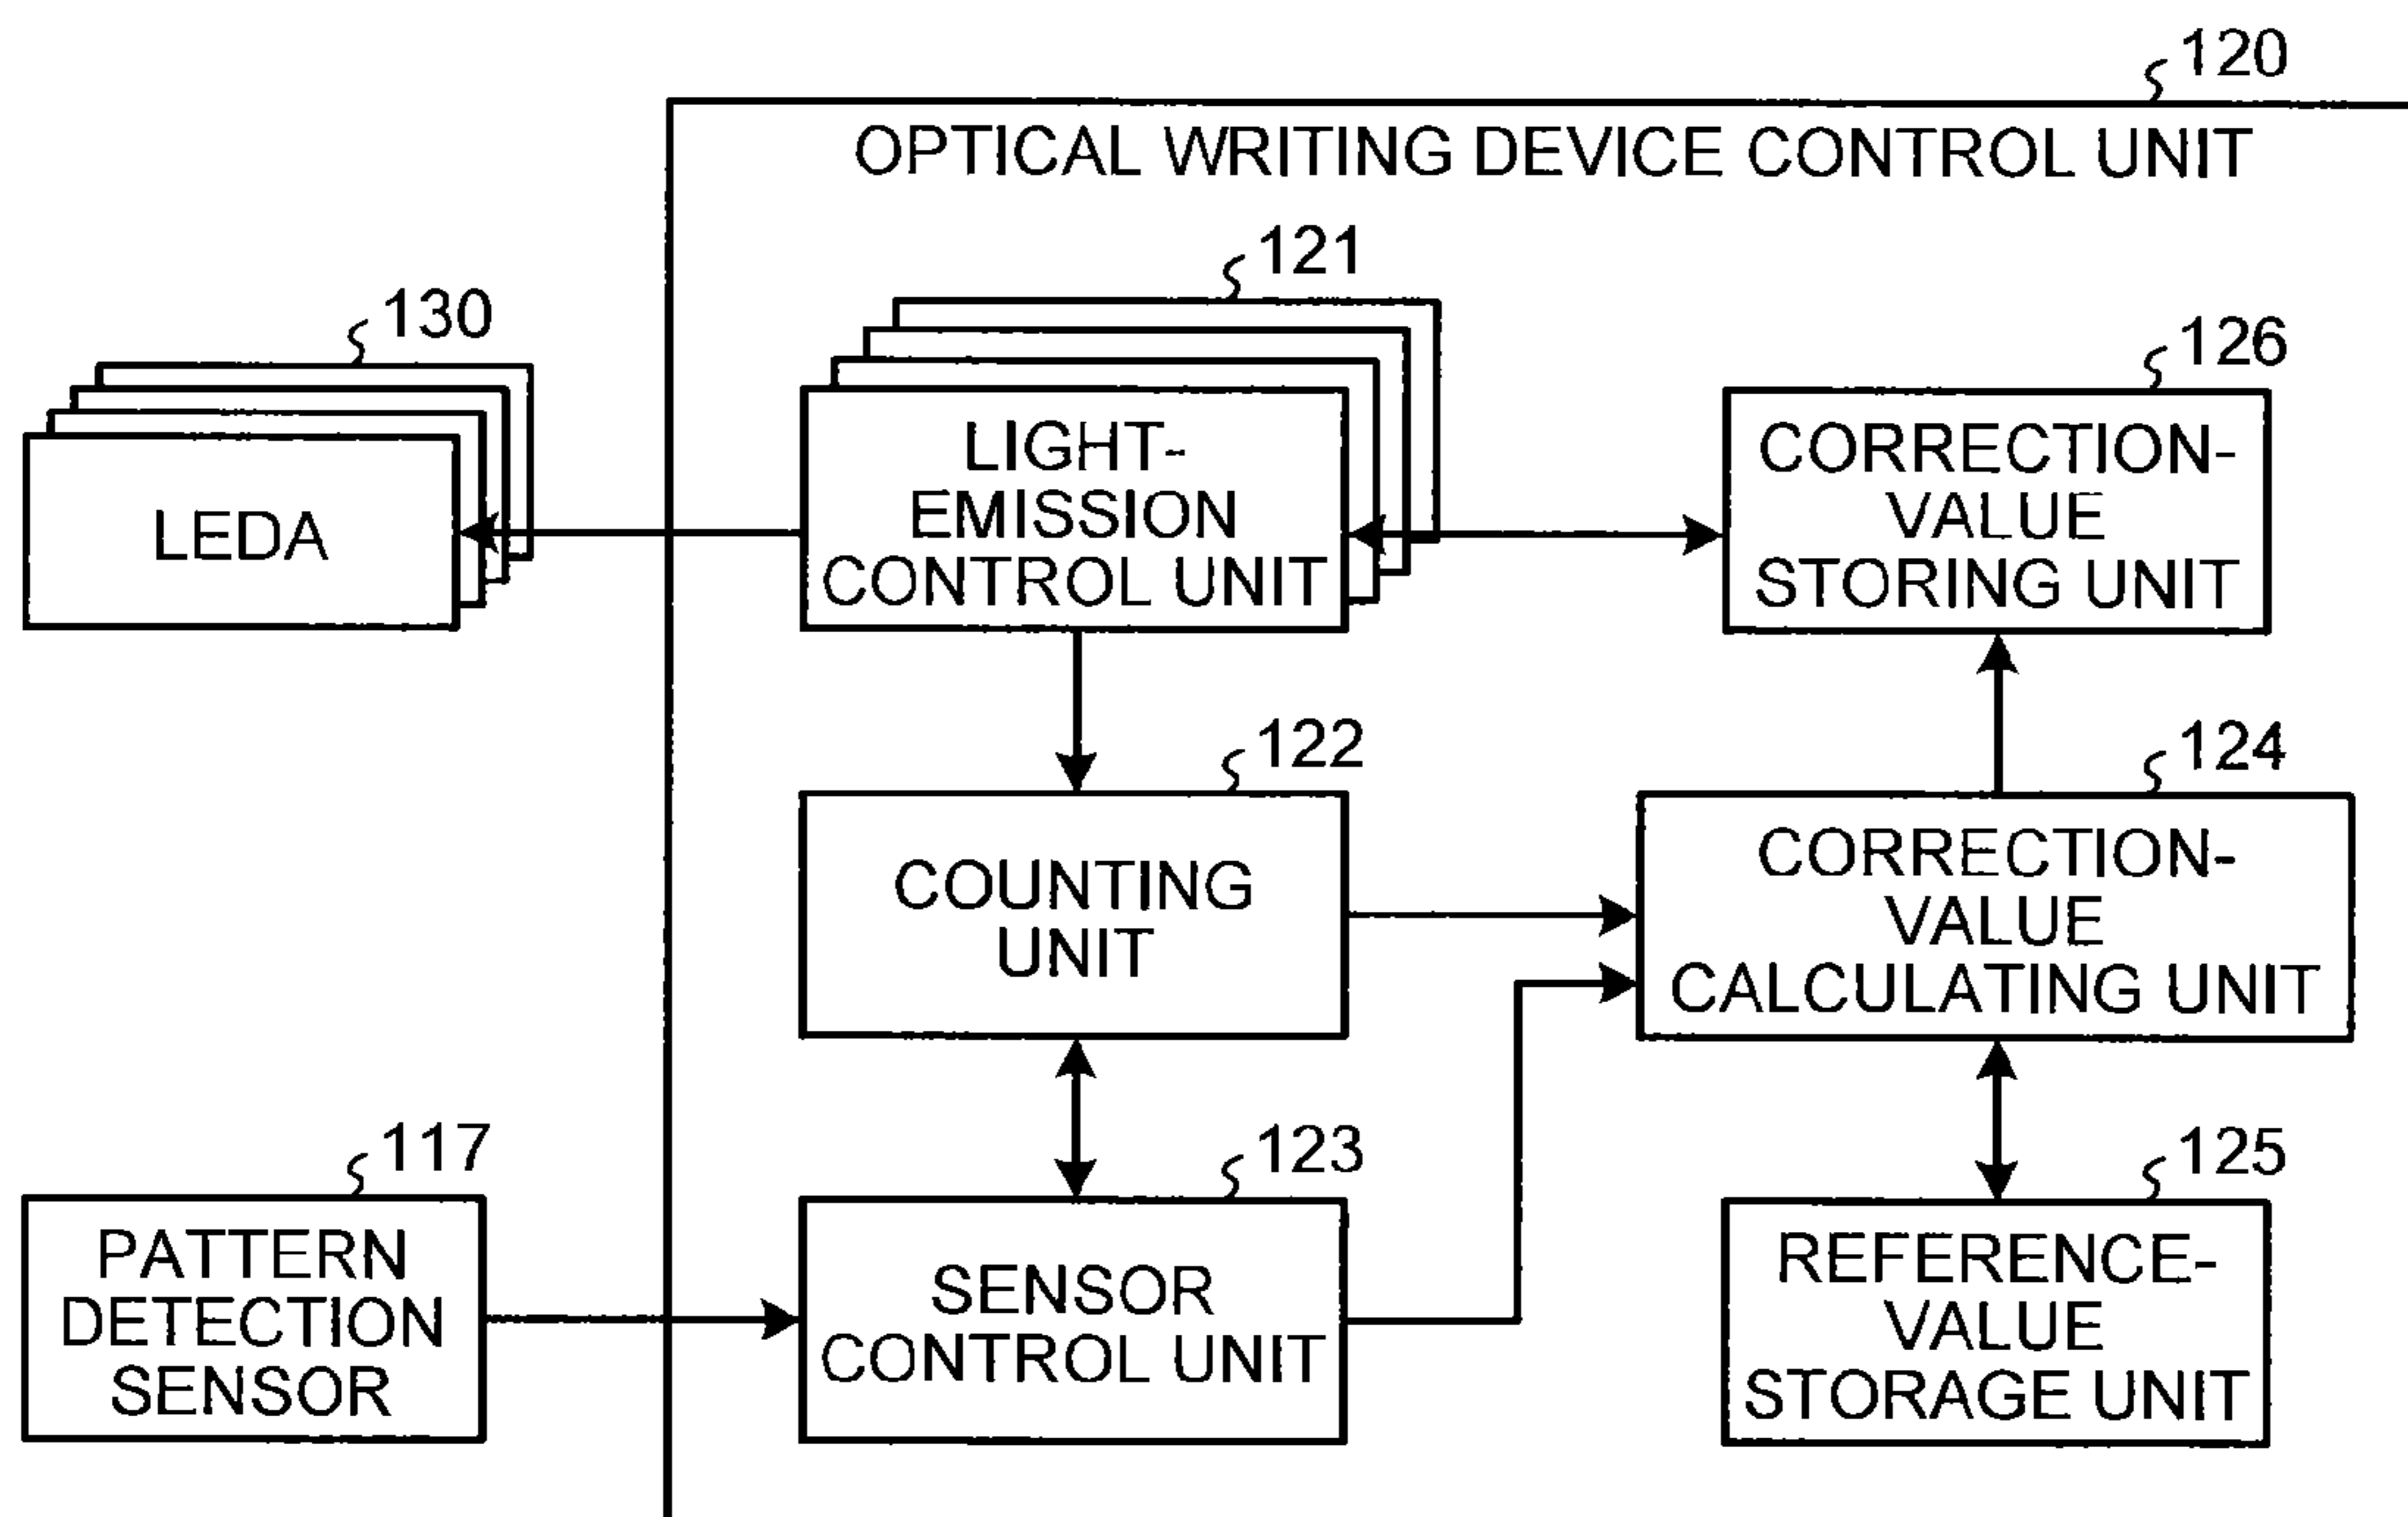 120
OPTICAL WRITING DEVICE CONTROL UNIT
121
130
126
LEDA
LIGHT-
EMISSION
CONTROL UNIT
CORRECTION-
VALUE
STORING UNIT
122
124
COUNTING
UNIT
CORRECTION-
VALUE
CALCULATING UNIT
117
123
125
PATTERN
DETECTION
SENSOR
SENSOR
CONTROL UNIT
REFERENCE-
VALUE
STORAGE UNIT